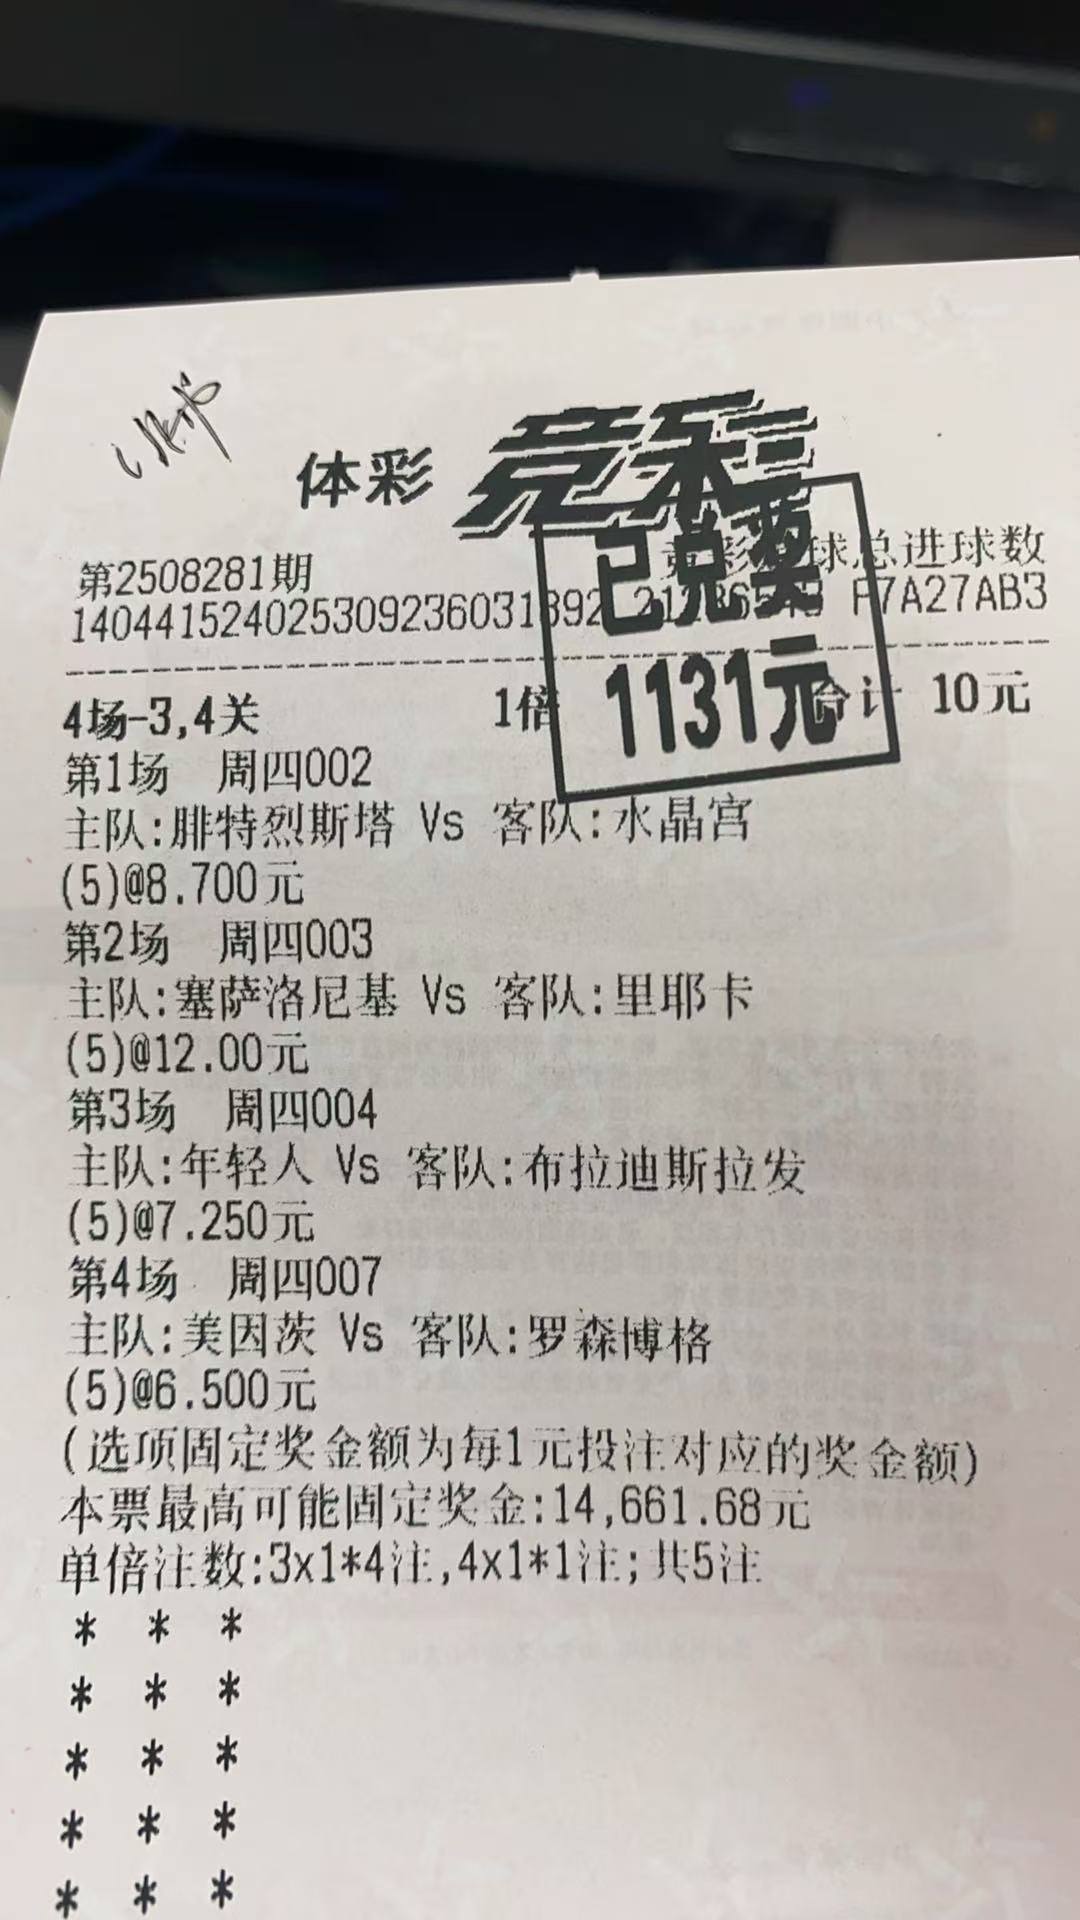 体彩 竞彩
已兑奖
1131元
第2508281期
球总进球数
F7A27AB3
4场-3,4关 1倍 合计 10元
第1场 周四002
主队:腓特烈斯塔 Vs 客队:水晶宫
(5)@8.700元
第2场 周四003
主队:塞萨洛尼基 Vs 客队:里耶卡
(5)@12.00元
第3场 周四004
主队:年轻人 Vs 客队:布拉迪斯拉发
(5)@7.250元
第4场 周四007
主队:美因茨 Vs 客队:罗森博格
(5)@6.500元
(选项固定奖金额为每1元投注对应的奖金额)
本票最高可能固定奖金:14,661.68元
单倍注数:3x1*4注,4x1*1注;共5注
* * *
* * *
* * *
* * *
* * *